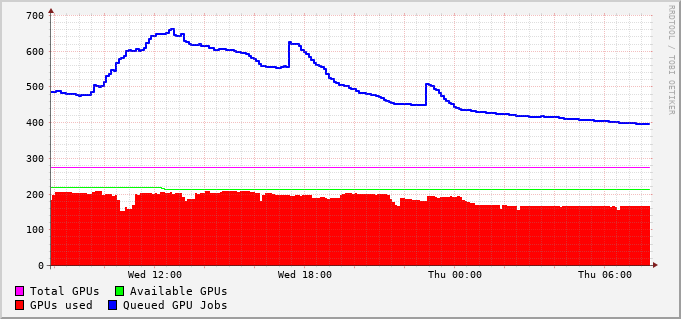 700
600
500
400
300
200
100
0
Wed 12:00 Wed 18:00 Thu 00:00 Thu 06:00
Total GPUs Available GPUs
GPUs used Queued GPU Jobs
RRDTOOL / TOBI OETIKER